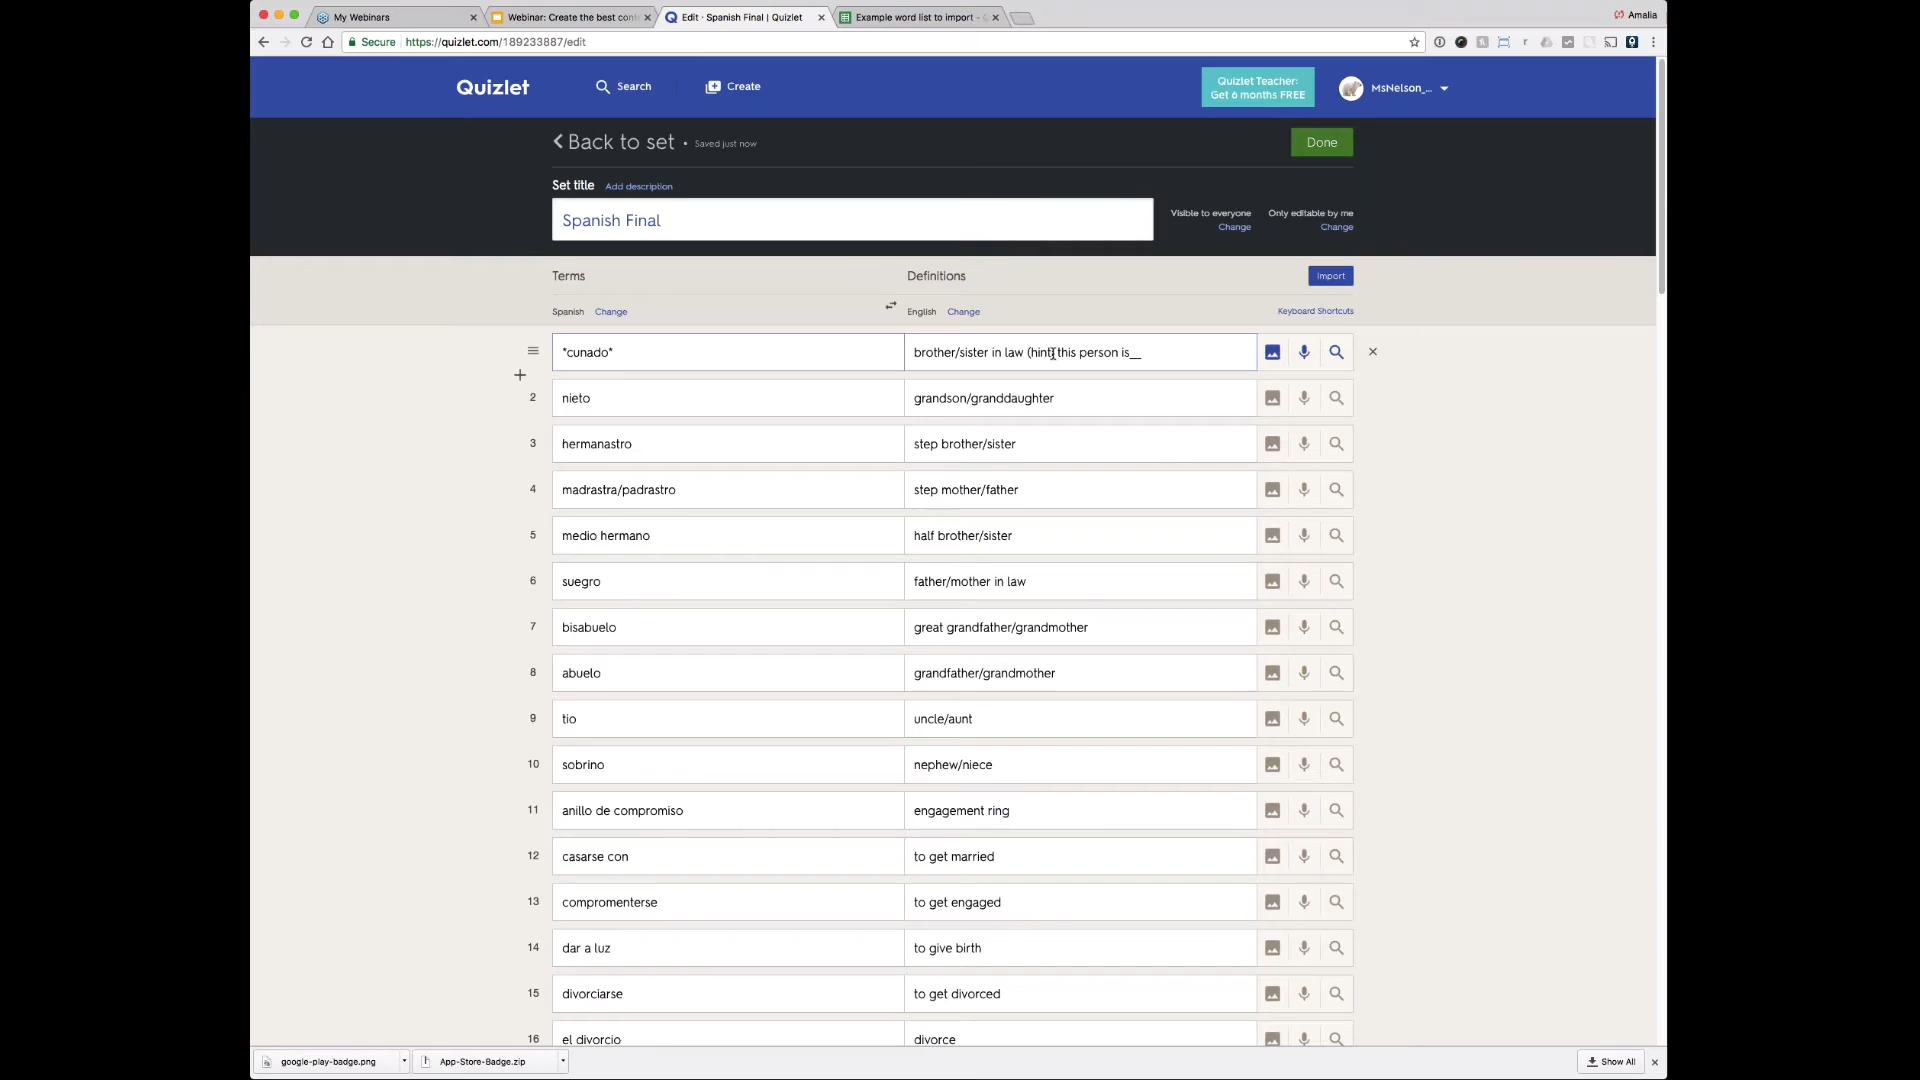 My Webinars
Webinar: Create the best con
Edit · Spanish Final | Quizlet
Example word list to import -
Amalia
Secure https://quizlet.com/189233887/edit
Quizlet
Search
Create
Quizlet Teacher:
Get 6 months FREE
MsNelson_...
Back to set • Saved just now
Done
Set title Add description
Spanish Final
Visible to everyone
Change
Only editable by me
Change
Terms Definitions Import
Spanish Change English Change Keyboard Shortcuts
*cunado* brother/sister in law (hint: this person is__
2 nieto grandson/granddaughter
3 hermanastro step brother/sister
4 madrastra/padrastro step mother/father
5 medio hermano half brother/sister
6 suegro father/mother in law
7 bisabuelo great grandfather/grandmother
8 abuelo grandfather/grandmother
9 tio uncle/aunt
10 sobrino nephew/niece
11 anillo de compromiso engagement ring
12 casarse con to get married
13 compromenterse to get engaged
14 dar a luz to give birth
15 divorciarse to get divorced
16 el divorcio divorce
google-play-badge.png
App-Store-Badge.zip
Show All